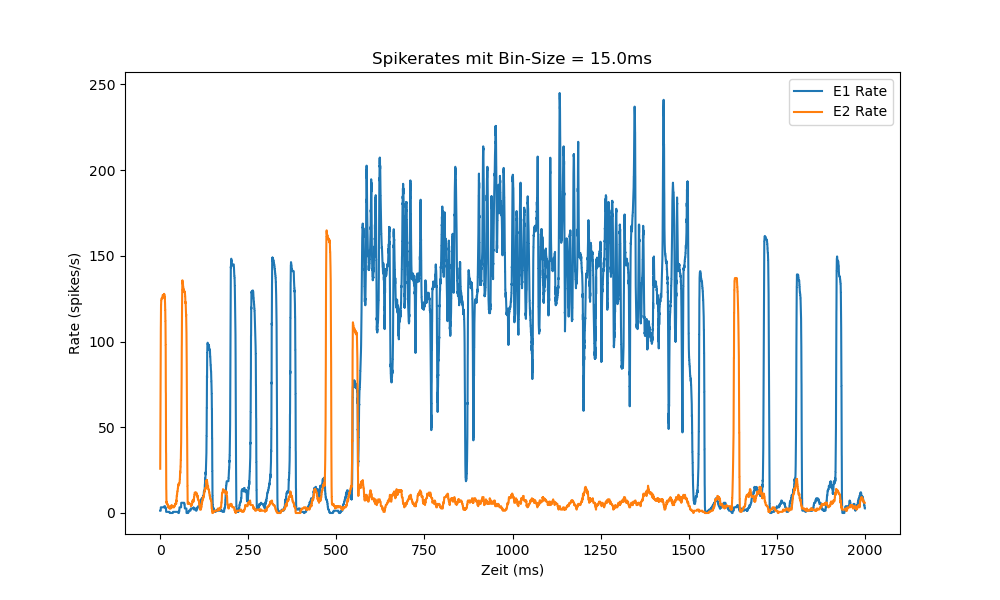 Spikerates mit Bin-Size = 15.0ms
E1 Rate
E2 Rate
Rate (spikes/s)
250
200
150
100
50
0
0 250 500 750 1000 1250 1500 1750 2000
Zeit (ms)